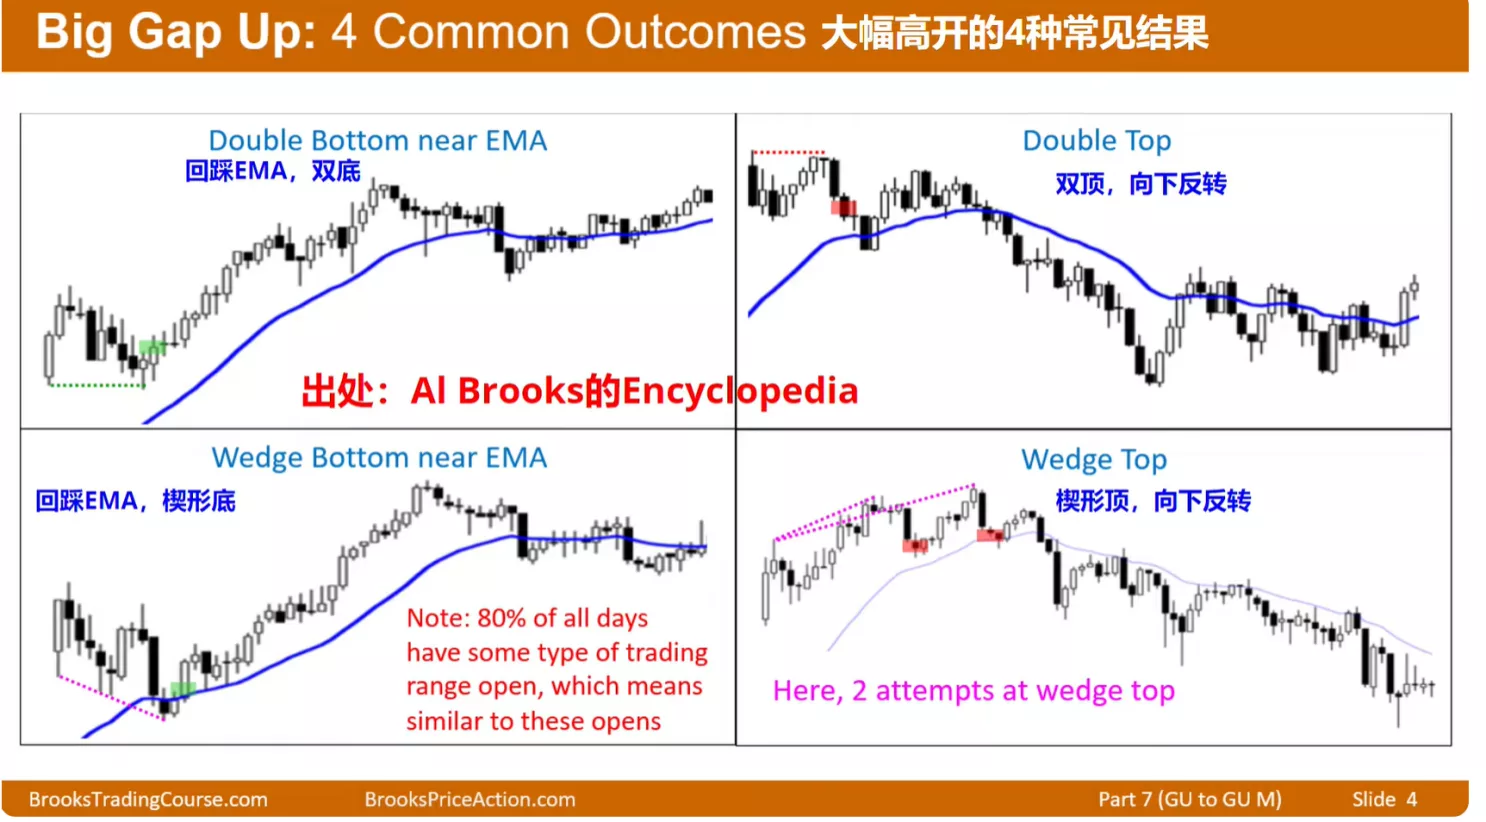 Big Gap Up: 4 Common Outcomes 大幅高开的4种常见结果
Double Bottom near EMA
回踩EMA，双底
Double Top
双顶，向下反转
出处：Al Brooks的Encyclopedia
Wedge Bottom near EMA
回踩EMA，楔形底
Note: 80% of all days
have some type of trading
range open, which means
similar to these opens
Wedge Top
楔形顶，向下反转
Here, 2 attempts at wedge top
BrooksTradingCourse.com
BrooksPriceAction.com
Part 7 (GU to GU M)
Slide 4